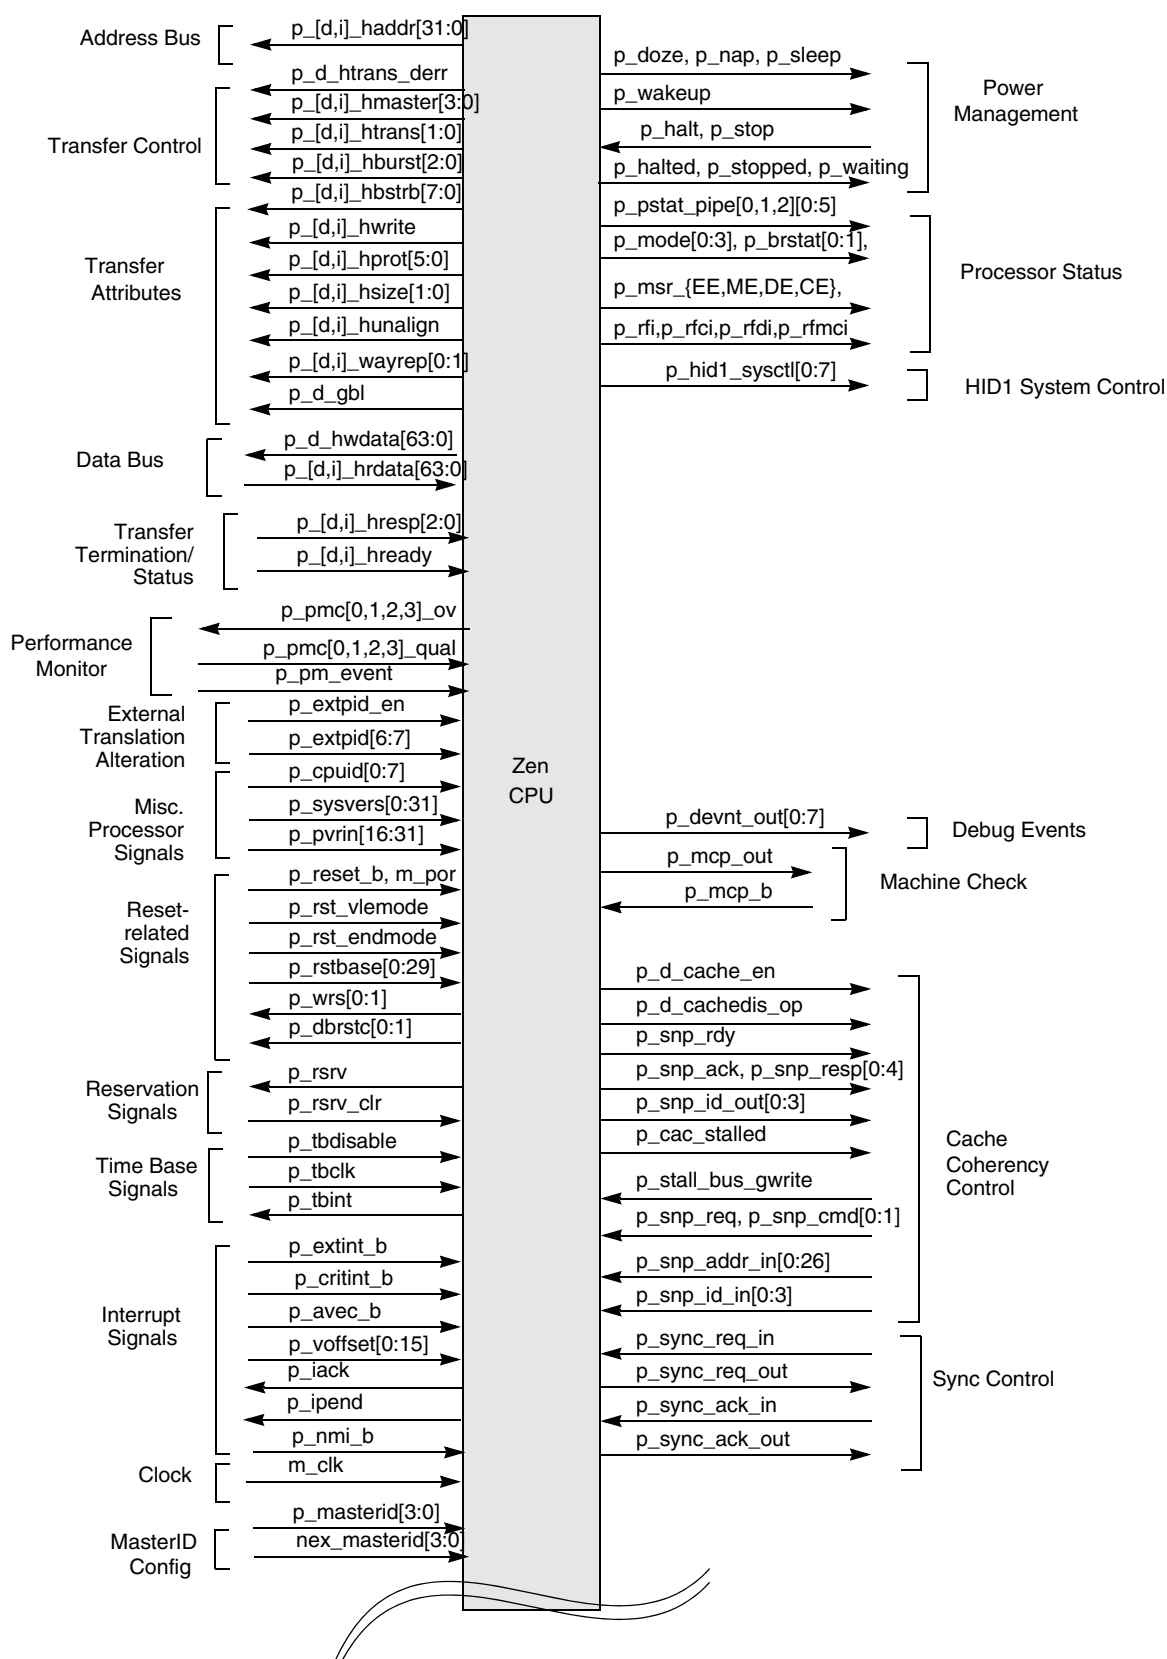 Address Bus
p_[d,i]_haddr[31:0]
Transfer Control
p_d_htrans_derr
p_[d,i]_hmaster[3:0]
p_[d,i]_htrans[1:0]
p_[d,i]_hburst[2:0]
Transfer
Attributes
p_[d,i]_hbstrb[7:0]
p_[d,i]_hwrite
p_[d,i]_hprot[5:0]
p_[d,i]_hsize[1:0]
p_[d,i]_hunalign
p_[d,i]_wayrep[0:1]
p_d_gbl
Data Bus
p_d_hwdata[63:0]
p_[d,i]_hrdata[63:0]
Transfer
Termination/
Status
p_[d,i]_hresp[2:0]
p_[d,i]_hready
Performance
Monitor
p_pmc[0,1,2,3]_ov
p_pmc[0,1,2,3]_qual
p_pm_event
External
Translation
Alteration
p_extpid_en
p_extpid[6:7]
Misc.
Processor
Signals
p_cpuid[0:7]
p_sysvers[0:31]
p_pvrin[16:31]
Reset-
related
Signals
p_reset_b, m_por
p_rst_vlemode
p_rst_endmode
p_rstbase[0:29]
p_wrs[0:1]
p_dbrstc[0:1]
Reservation
Signals
p_rsrv
p_rsrv_clr
Time Base
Signals
p_tbdisable
p_tbclk
p_tbint
Interrupt
Signals
p_extint_b
p_critint_b
p_avec_b
p_voffset[0:15]
p_iack
p_ipend
p_nmi_b
Clock
m_clk
MasterID
Config
p_masterid[3:0]
nex_masterid[3:0]
Zen
CPU
p_doze, p_nap, p_sleep
p_wakeup
p_halt, p_stop
p_halted, p_stopped, p_waiting
Power
Management
p_pstat_pipe[0,1,2][0:5]
p_mode[0:3], p_brstat[0:1],
p_msr_{EE,ME,DE,CE},
p_rfi,p_rfci,p_rfdi,p_rfmci
Processor Status
p_hid1_sysctl[0:7]
HID1 System Control
p_devnt_out[0:7]
Debug Events
p_mcp_out
p_mcp_b
Machine Check
p_d_cache_en
p_d_cachedis_op
p_snp_rdy
p_snp_ack, p_snp_resp[0:4]
p_snp_id_out[0:3]
p_cac_stalled
p_stall_bus_gwrite
p_snp_req, p_snp_cmd[0:1]
p_snp_addr_in[0:26]
p_snp_id_in[0:3]
Cache
Coherency
Control
p_sync_req_in
p_sync_req_out
p_sync_ack_in
p_sync_ack_out
Sync Control